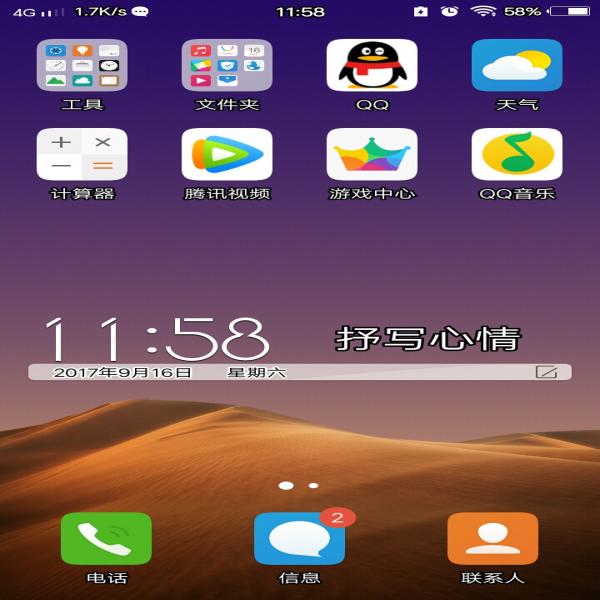 4G 1.7K/s 11:58 58%
16
工具 文件夹 QQ 天气
计算器 腾讯视频 游戏中心 QQ音乐
11:58 抒写心情
2017年9月16日 星期六
2
电话 信息 联系人